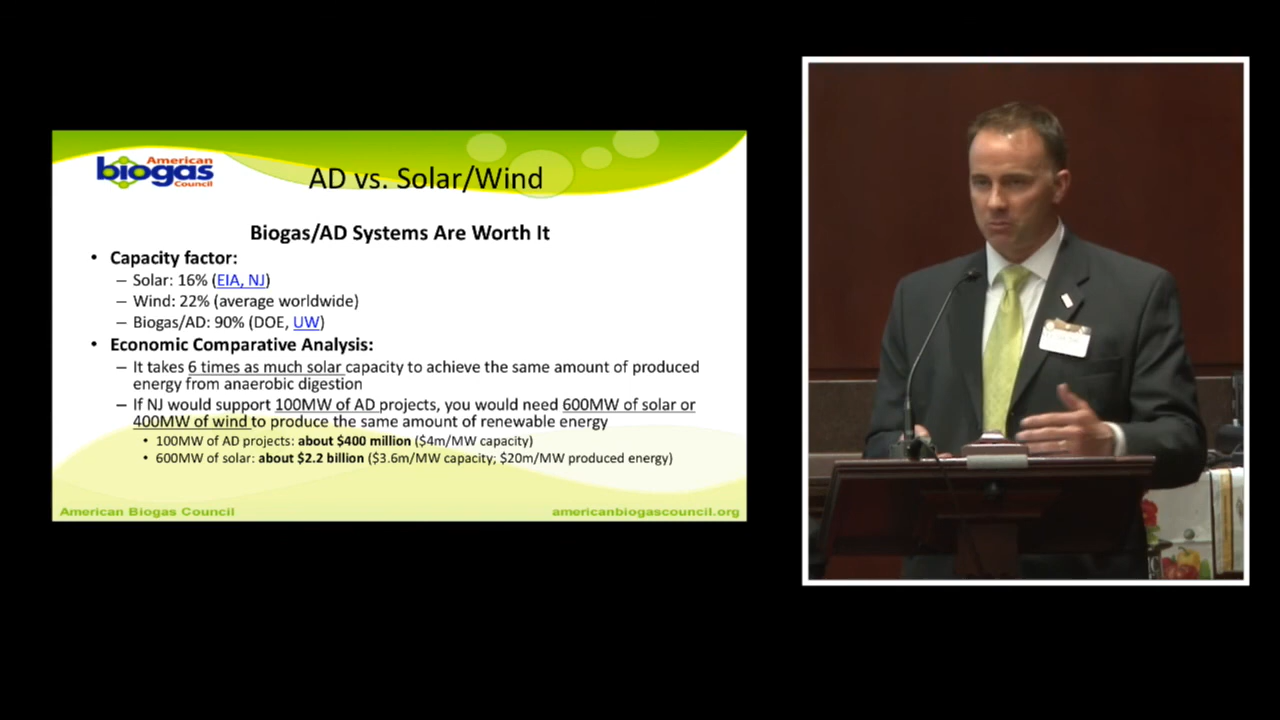 American
biogas
Council
AD vs. Solar/Wind
Biogas/AD Systems Are Worth It
• Capacity factor:
– Solar: 16% (EIA, NJ)
– Wind: 22% (average worldwide)
– Biogas/AD: 90% (DOE, UW)
• Economic Comparative Analysis:
– It takes 6 times as much solar capacity to achieve the same amount of produced
energy from anaerobic digestion
– If NJ would support 100MW of AD projects, you would need 600MW of solar or
400MW of wind to produce the same amount of renewable energy
• 100MW of AD projects: about $400 million ($4m/MW capacity)
• 600MW of solar: about $2.2 billion ($3.6m/MW capacity; $20m/MW produced energy)
American Biogas Council
americanbiogascouncil.org